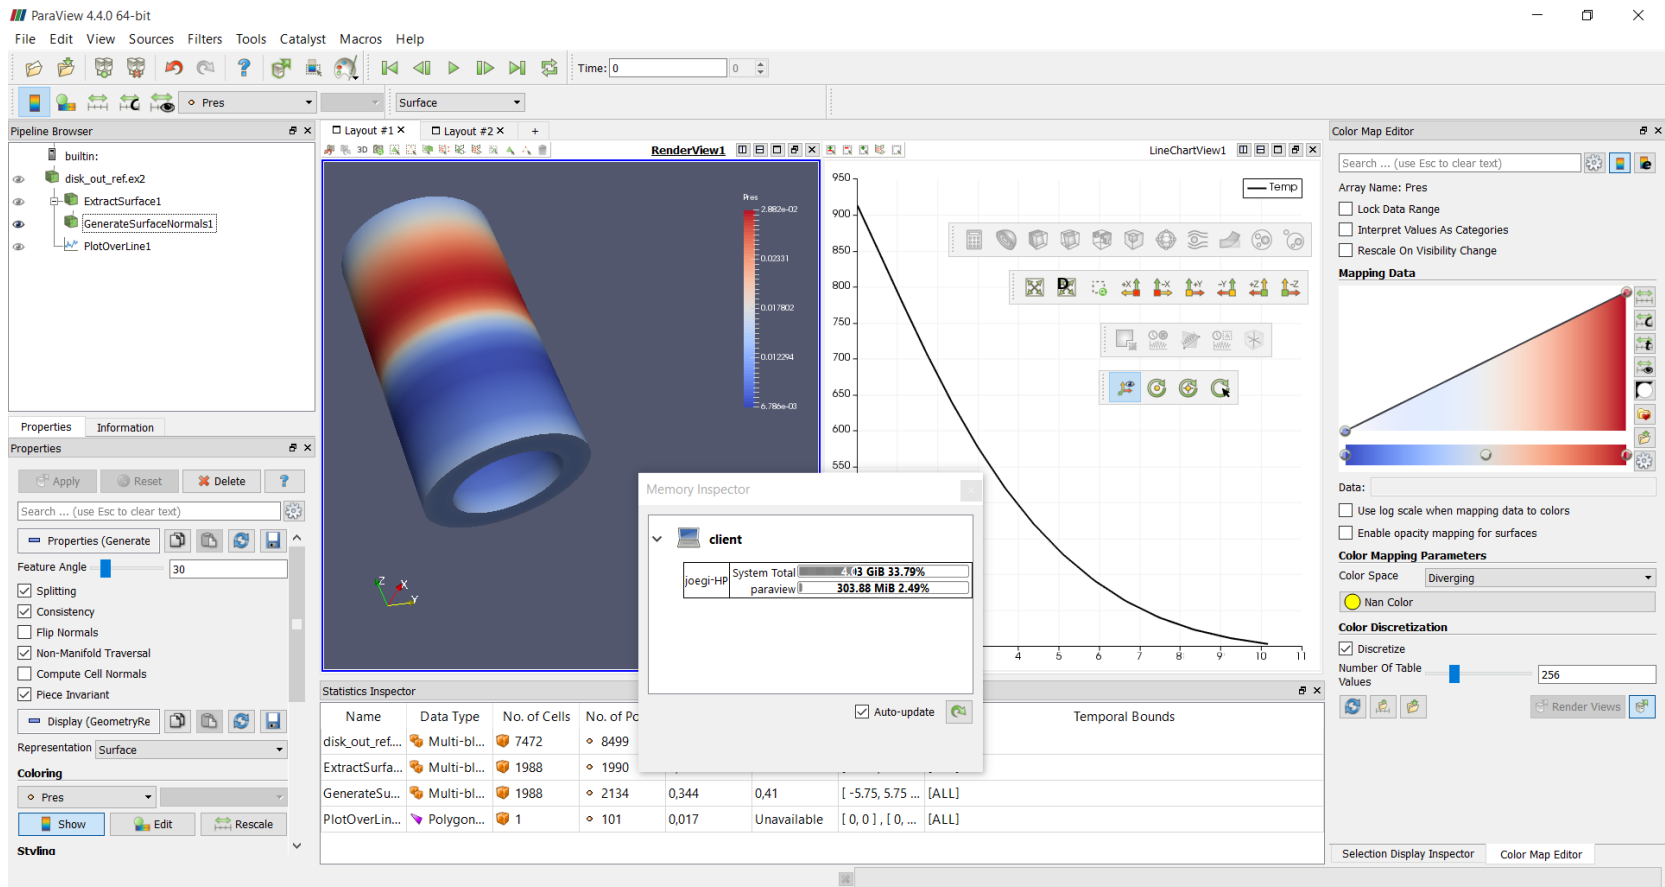 ParaView 4.4.0 64-bit
File Edit View Sources Filters Tools Catalyst Macros Help
Time: 0 0
Pres Surface
Pipeline Browser
builtin:
disk_out_ref.ex2
ExtractSurface1
GenerateSurfaceNormals1
PlotOverLine1
Properties Information
Properties
Apply Reset Delete ?
Search ... (use Esc to clear text)
Properties (Generate
Feature Angle 30
Splitting
Consistency
Flip Normals
Non-Manifold Traversal
Compute Cell Normals
Piece Invariant
Display (GeometryRe
Representation Surface
Coloring
Pres
Show Edit Rescale
Styling
Layout #1 Layout #2 +
3D RenderView1
Pres
2.882e-02
0.02331
0.017802
0.012294
6.786e-03
Z X Y
LineChartView1
Temp
950
900
850
800
750
700
650
600
550
4 5 6 7 8 9 10 11
+X -X +Y -Y +Z -Z
Memory Inspector
client
joegi-HP System Total 4.03 GiB 33.79%
paraview 303.88 MiB 2.49%
Auto-update
Statistics Inspector
Name Data Type No. of Cells No. of Po Temporal Bounds
disk_out_ref.... Multi-bl... 7472 8499
ExtractSurfa... Multi-bl... 1988 1990
GenerateSu... Multi-bl... 1988 2134 0,344 0,41 [ -5.75, 5.75 ... [ALL]
PlotOverLin... Polygon... 1 101 0,017 Unavailable [ 0, 0 ] , [ 0, ... [ALL]
Color Map Editor
Search ... (use Esc to clear text)
Array Name: Pres
Lock Data Range
Interpret Values As Categories
Rescale On Visibility Change
Mapping Data
Data:
Use log scale when mapping data to colors
Enable opacity mapping for surfaces
Color Mapping Parameters
Color Space Diverging
Nan Color
Color Discretization
Discretize
Number Of Table Values 256
Render Views
Selection Display Inspector Color Map Editor